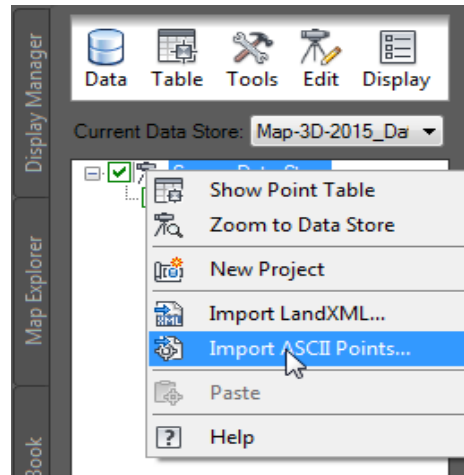 Data Table Tools Edit Display
Current Data Store: Map-3D-2015_Da
Show Point Table
Zoom to Data Store
New Project
Import LandXML...
Import ASCII Points...
Paste
Help
Display Manager
Map Explorer
Book